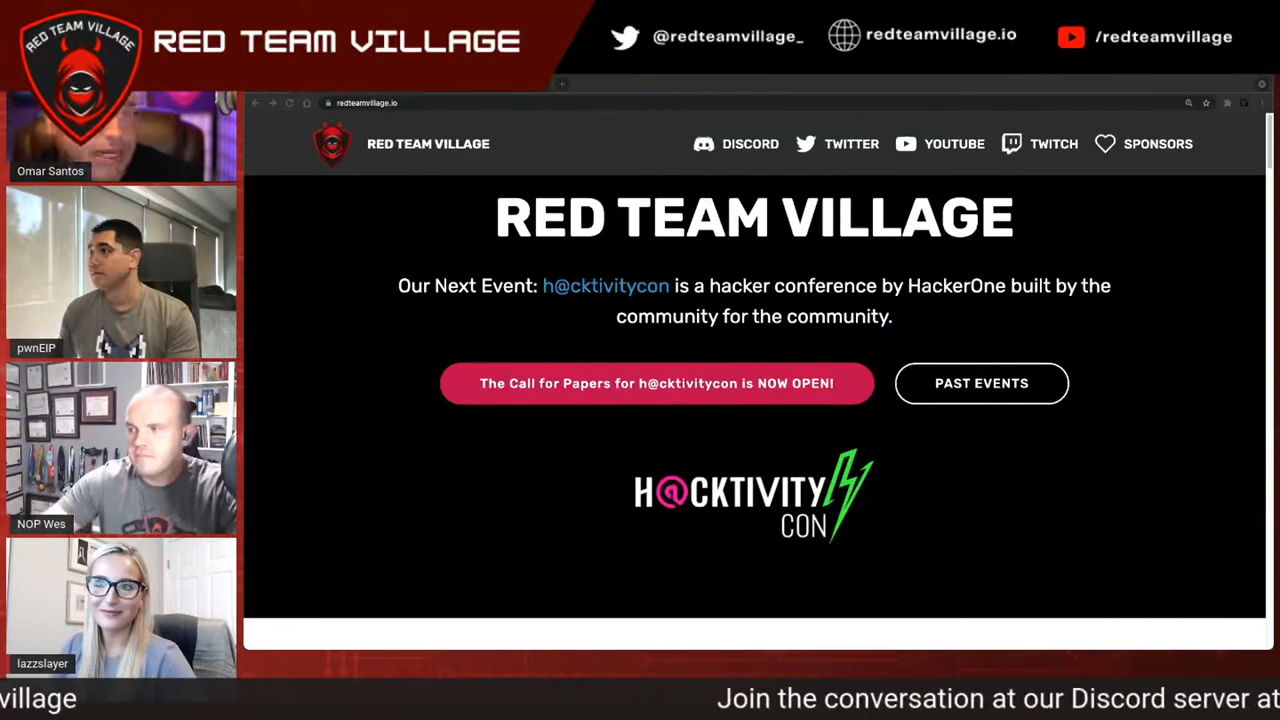 RED TEAM VILLAGE
RED TEAM VILLAGE
@redteamvillage_
redteamvillage.io
/redteamvillage
Omar Santos
pwnEIP
NOP Wes
lazzslayer
redteamvillage.io
RED TEAM VILLAGE
DISCORD
TWITTER
YOUTUBE
TWITCH
SPONSORS
RED TEAM VILLAGE
Our Next Event: h@cktivitycon is a hacker conference by HackerOne built by the
community for the community.
The Call for Papers for h@cktivitycon is NOW OPEN!
PAST EVENTS
H@CKTIVITY
CON
village
Join the conversation at our Discord server at